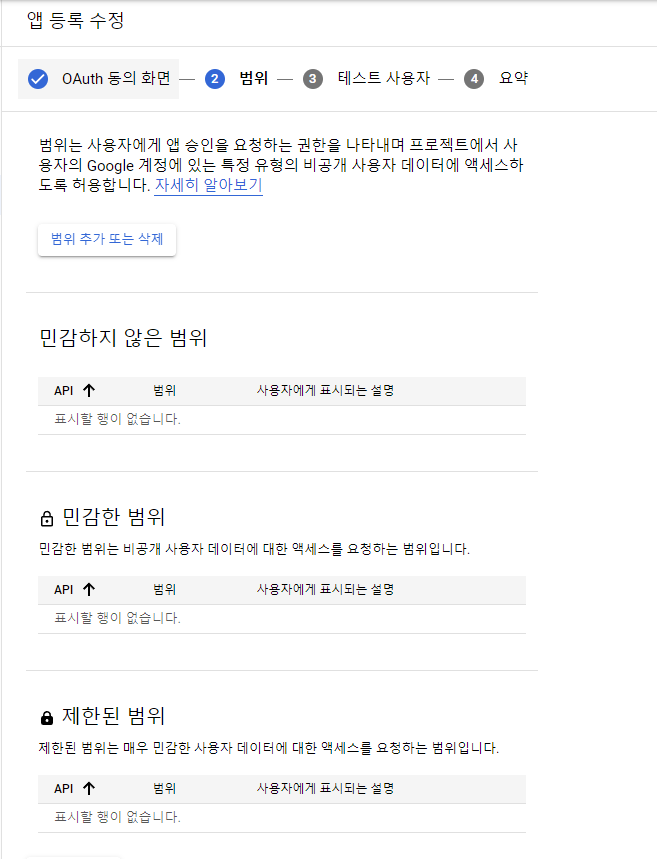 앱 등록 수정
OAuth 동의 화면 — 2 범위 — 3 테스트 사용자 — 4 요약
범위는 사용자에게 앱 승인을 요청하는 권한을 나타내며 프로젝트에서 사
용자의 Google 계정에 있는 특정 유형의 비공개 사용자 데이터에 액세스하
도록 허용합니다. 자세히 알아보기
범위 추가 또는 삭제
민감하지 않은 범위
API ↑ 범위 사용자에게 표시되는 설명
표시할 행이 없습니다.
민감한 범위
민감한 범위는 비공개 사용자 데이터에 대한 액세스를 요청하는 범위입니다.
API ↑ 범위 사용자에게 표시되는 설명
표시할 행이 없습니다.
제한된 범위
제한된 범위는 매우 민감한 사용자 데이터에 대한 액세스를 요청하는 범위입니다.
API ↑ 범위 사용자에게 표시되는 설명
표시할 행이 없습니다.